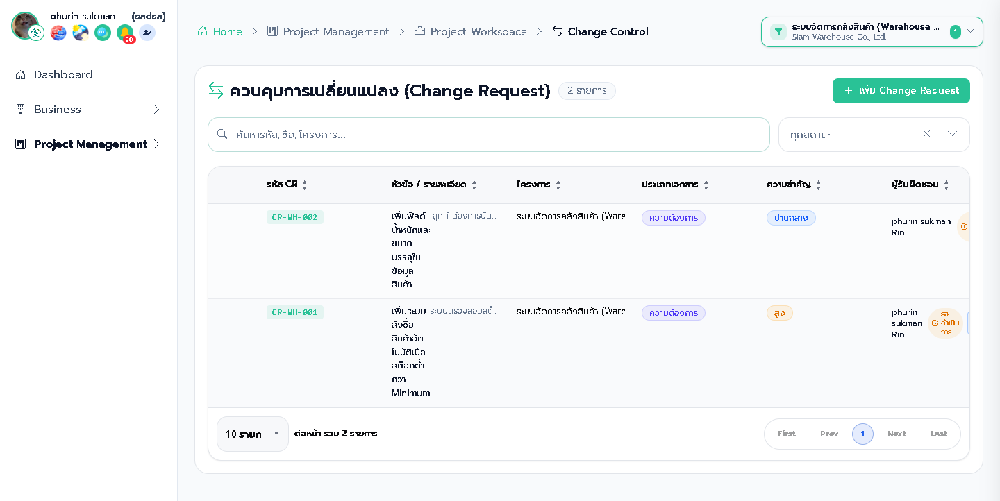 phurin sukman ... (sadsa)
20
Dashboard
Business
Project Management
Home
Project Management
Project Workspace
Change Control
ระบบจัดการคลังสินค้า (Warehouse ...
Siam Warehouse Co., Ltd.
1
ควบคุมการเปลี่ยนแปลง (Change Request)
2 รายการ
+ เพิ่ม Change Request
ค้นหารหัส, ชื่อ, โครงการ...
ทุกสถานะ
รหัส CR
หัวข้อ / รายละเอียด
โครงการ
ประเภทเอกสาร
ความสำคัญ
ผู้รับผิดชอบ
CR-WH-002
เพิ่มฟิลด์
น้ำหนักและ
ขนาด
บรรจุใน
ข้อมูล
สินค้า
ลูกค้าต้องการบัน...
ระบบจัดการคลังสินค้า (Ware
ความต้องการ
ปานกลาง
phurin sukman
Rin
CR-WH-001
เพิ่มระบบ
สั่งซื้อ
สินค้าอัต
โนมัติเมื่อ
สต็อกต่ำ
กว่า
Minimum
ระบบตรวจสอบสต็...
ระบบจัดการคลังสินค้า (Ware
ความต้องการ
สูง
phurin
sukman
Rin
รอ
ดำเนิน
การ
10 รายก
ต่อหน้า รวม 2 รายการ
First
Prev
1
Next
Last